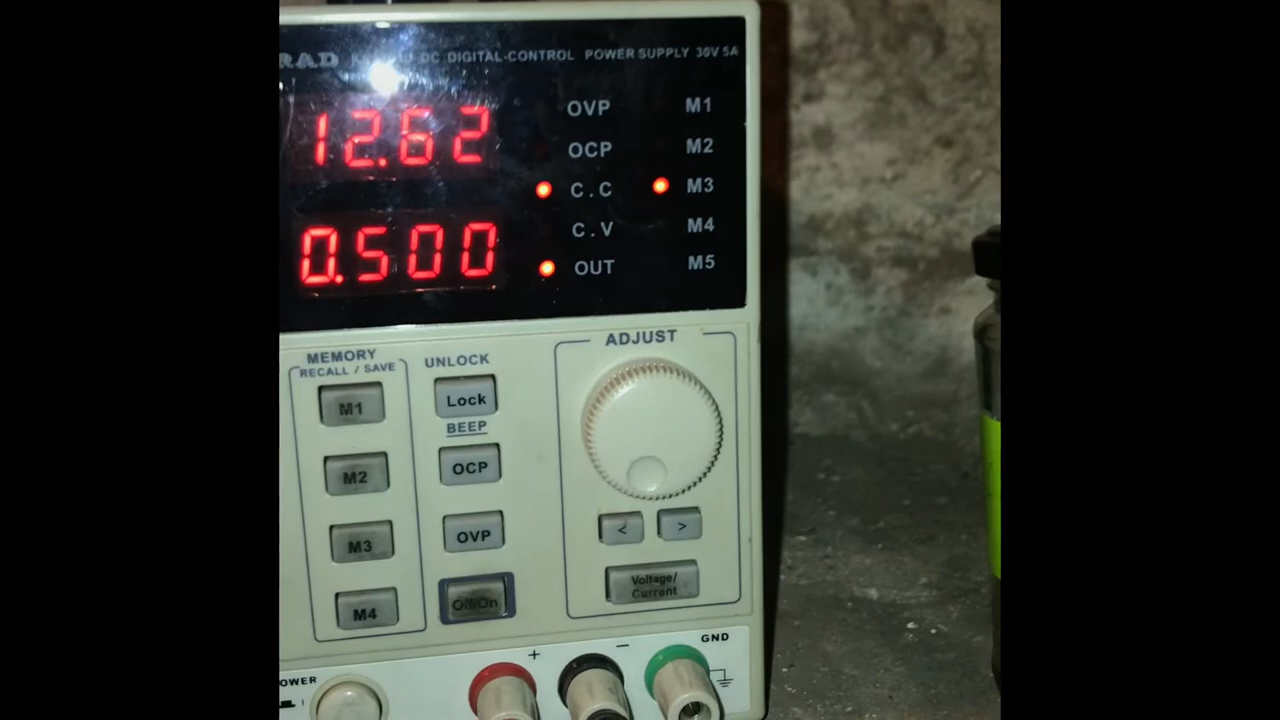 RAD DC DIGITAL-CONTROL POWER SUPPLY 30V 5A
12.62
0.500
OVP M1
OCP M2
C.C M3
C.V M4
OUT M5
MEMORY
RECALL / SAVE
M1
M2
M3
M4
UNLOCK
Lock
BEEP
OCP
OVP
Off/On
ADJUST
<
>
Voltage/
Current
OWER
+
−
GND